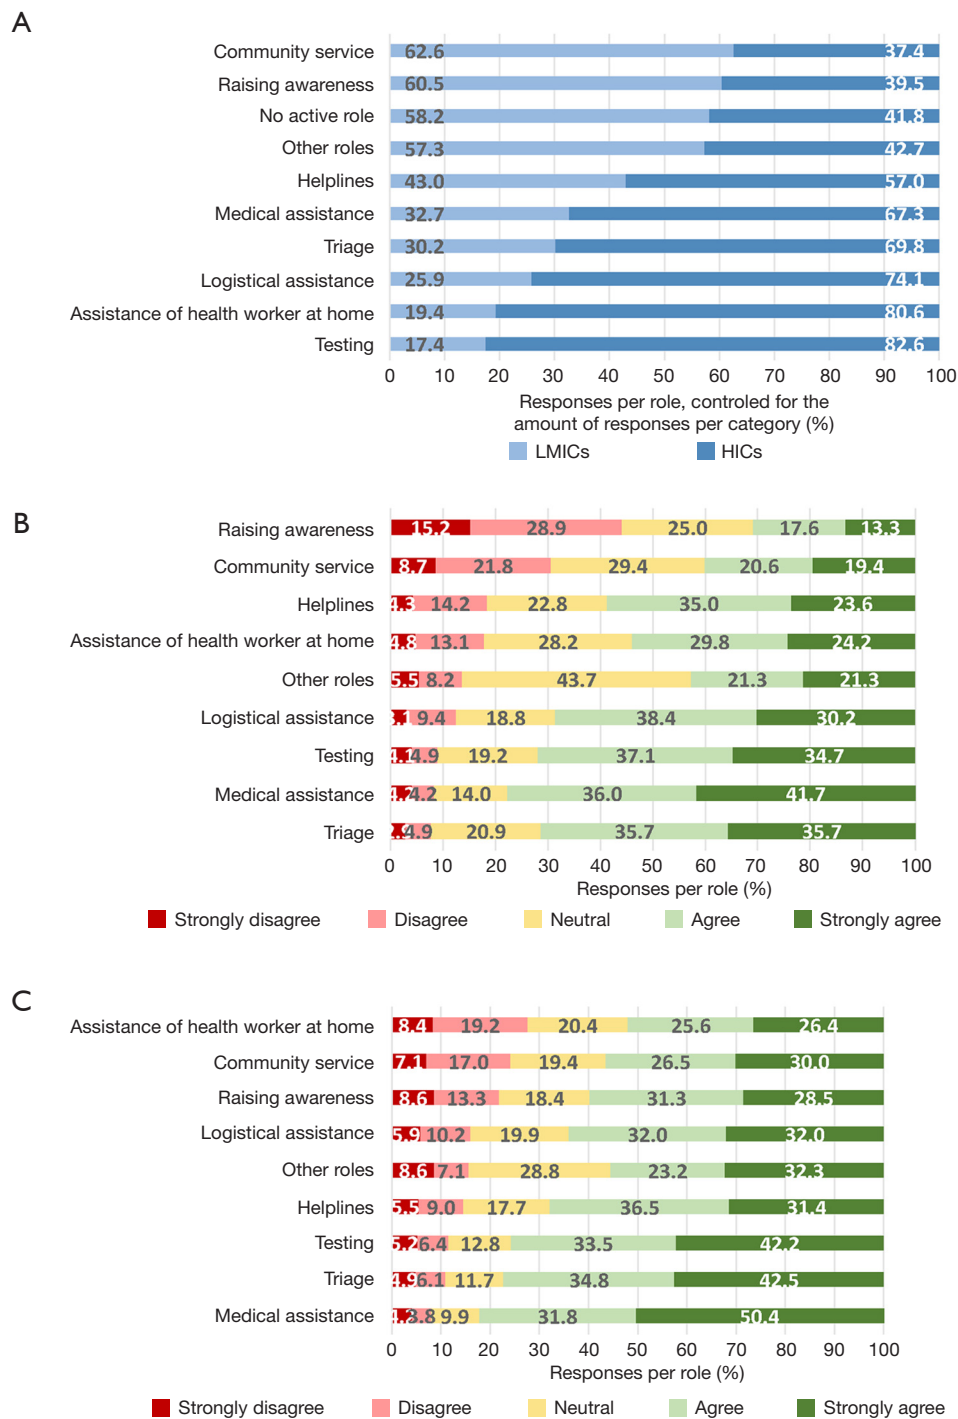 A
Community service 62.6 37.4
Raising awareness 60.5 39.5
No active role 58.2 41.8
Other roles 57.3 42.7
Helplines 43.0 57.0
Medical assistance 32.7 67.3
Triage 30.2 69.8
Logistical assistance 25.9 74.1
Assistance of health worker at home 19.4 80.6
Testing 17.4 82.6
0 10 20 30 40 50 60 70 80 90 100
Responses per role, controled for the
amount of responses per category (%)
LMICs HICs
B
Raising awareness 15.2 28.9 25.0 17.6 13.3
Community service 8.7 21.8 29.4 20.6 19.4
Helplines 4.3 14.2 22.8 35.0 23.6
Assistance of health worker at home 4.8 13.1 28.2 29.8 24.2
Other roles 5.5 8.2 43.7 21.3 21.3
Logistical assistance 9.4 18.8 38.4 30.2
Testing 4.1 4.9 19.2 37.1 34.7
Medical assistance 4.2 14.0 36.0 41.7
Triage 4.9 20.9 35.7 35.7
0 10 20 30 40 50 60 70 80 90 100
Responses per role (%)
Strongly disagree Disagree Neutral Agree Strongly agree
C
Assistance of health worker at home 8.4 19.2 20.4 25.6 26.4
Community service 7.1 17.0 19.4 26.5 30.0
Raising awareness 8.6 13.3 18.4 31.3 28.5
Logistical assistance 5.9 10.2 19.9 32.0 32.0
Other roles 8.6 7.1 28.8 23.2 32.3
Helplines 5.5 9.0 17.7 36.5 31.4
Testing 5.2 6.4 12.8 33.5 42.2
Triage 4.9 6.1 11.7 34.8 42.5
Medical assistance 3.8 9.9 31.8 50.4
0 10 20 30 40 50 60 70 80 90 100
Responses per role (%)
Strongly disagree Disagree Neutral Agree Strongly agree